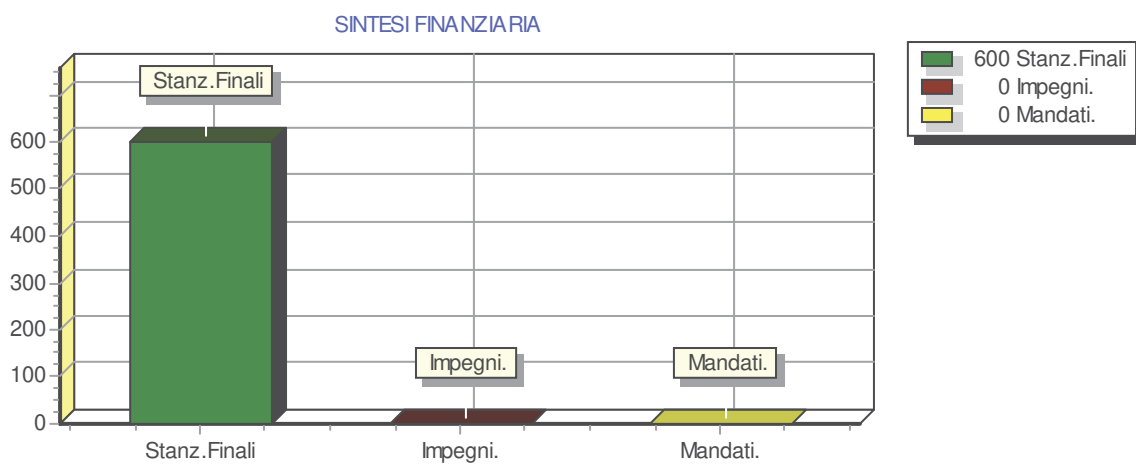 SINTESI FINANZIARIA
600 Stanz.Finali
0 Impegni.
0 Mandati.
Stanz.Finali
Impegni.
Mandati.
600
500
400
300
200
100
0
Stanz.Finali
Impegni.
Mandati.